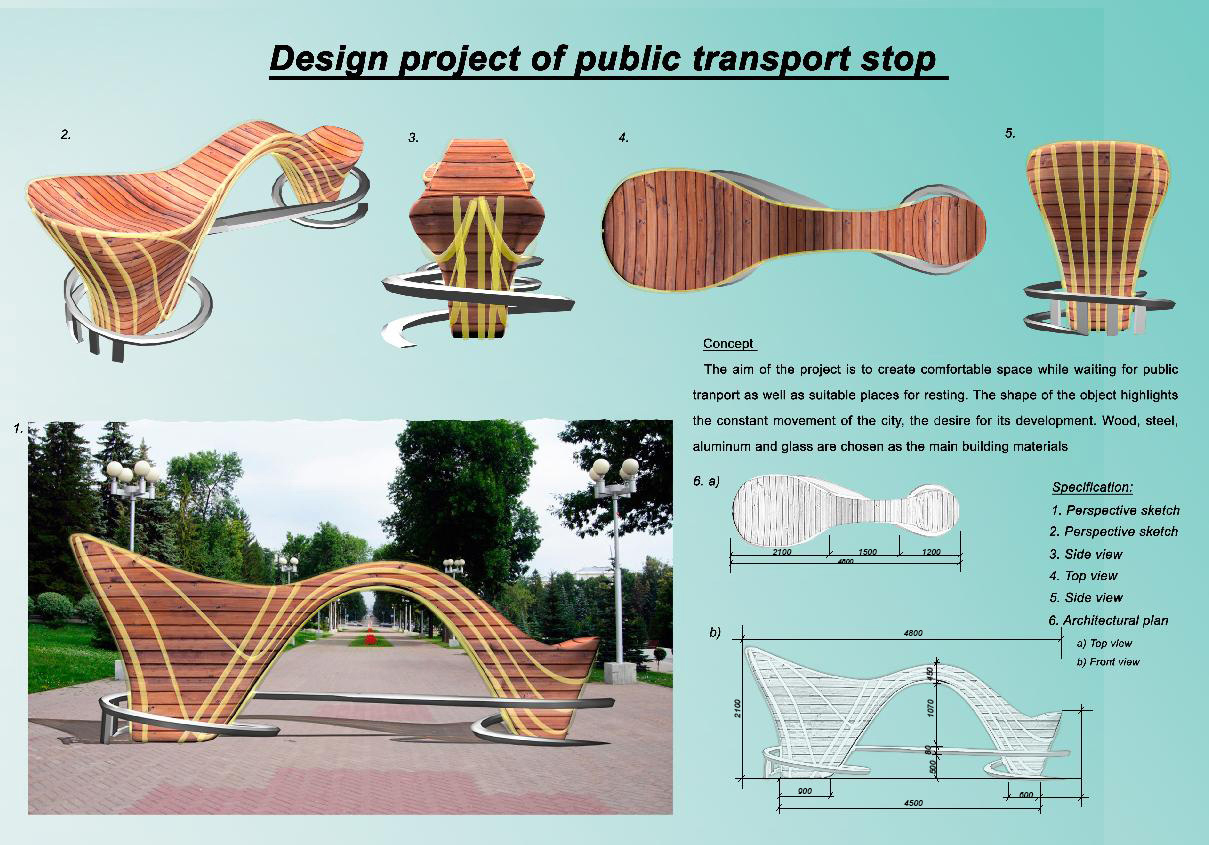 Design project of public transport stop
2.
3.
4.
5.
Concept
The aim of the project is to create comfortable space while waiting for public
tranport as well as suitable places for resting. The shape of the object highlights
the constant movement of the city, the desire for its development. Wood, steel,
aluminum and glass are chosen as the main building materials
1.
6. a)
2100
1500
1200
4800
Specification:
1. Perspective sketch
2. Perspective sketch
3. Side view
4. Top view
5. Side view
6. Architectural plan
a) Top view
b) Front view
b)
4800
2100
450
1070
80
500
900
600
4500